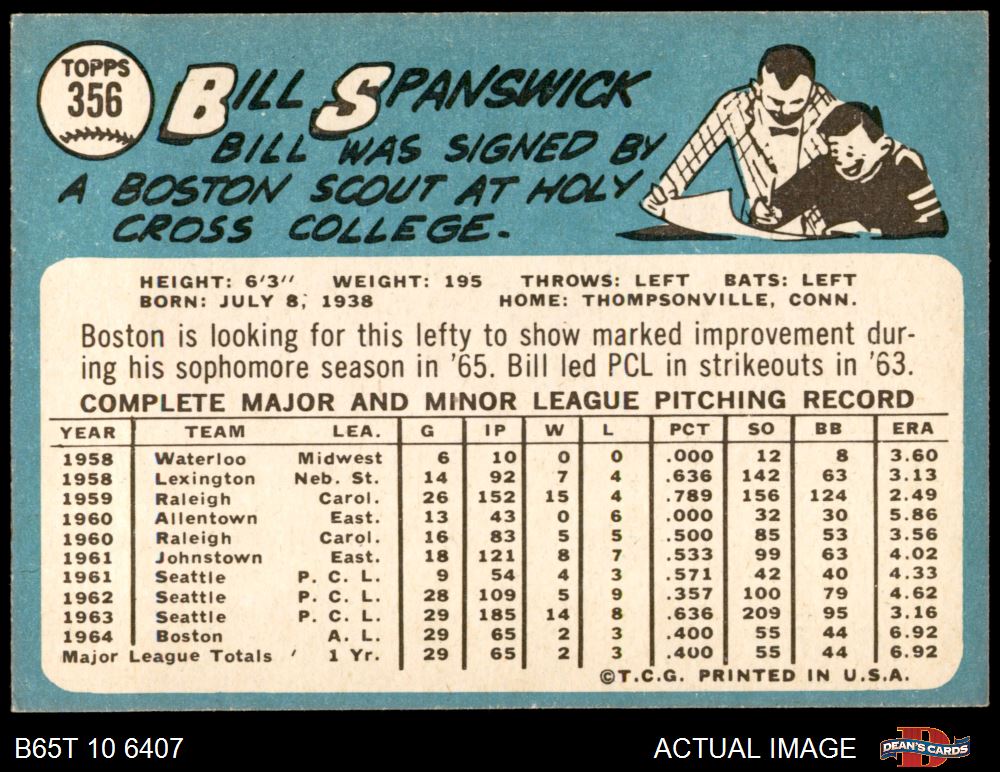 TOPPS
356
BILL SPANSWICK
BILL WAS SIGNED BY
A BOSTON SCOUT AT HOLY
CROSS COLLEGE.
HEIGHT: 6'3" WEIGHT: 195 THROWS: LEFT BATS: LEFT
BORN: JULY 8, 1938 HOME: THOMPSONVILLE, CONN.
Boston is looking for this lefty to show marked improvement dur-
ing his sophomore season in '65. Bill led PCL in strikeouts in '63.
COMPLETE MAJOR AND MINOR LEAGUE PITCHING RECORD
YEAR TEAM LEA. G IP W L PCT SO BB ERA
1958 Waterloo Midwest 6 10 0 0 .000 12 8 3.60
1958 Lexington Neb. St. 14 92 7 4 .636 142 63 3.13
1959 Raleigh Carol. 26 152 15 4 .789 156 124 2.49
1960 Allentown East. 13 43 0 6 .000 32 30 5.86
1960 Raleigh Carol. 16 83 5 5 .500 85 53 3.56
1961 Johnstown East. 18 121 8 7 .533 99 63 4.02
1961 Seattle P. C. L. 9 54 4 3 .571 42 40 4.33
1962 Seattle P. C. L. 28 109 5 9 .357 100 79 4.62
1963 Seattle P. C. L. 29 185 14 8 .636 209 95 3.16
1964 Boston A. L. 29 65 2 3 .400 55 44 6.92
Major League Totals 1 Yr. 29 65 2 3 .400 55 44 6.92
©T.C.G. PRINTED IN U.S.A.
B65T 10 6407 ACTUAL IMAGE DEAN'S CARDS